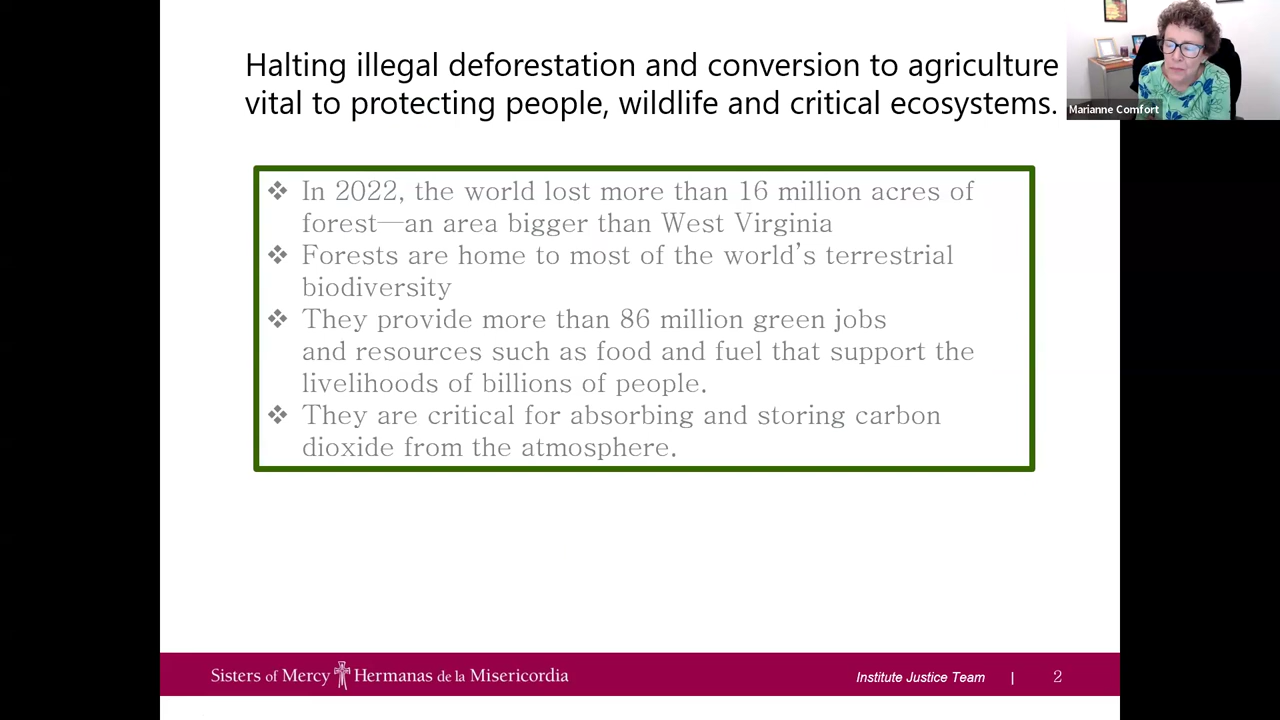 Halting illegal deforestation and conversion to agriculture
vital to protecting people, wildlife and critical ecosystems.
Marianne Comfort
❖ In 2022, the world lost more than 16 million acres of
forest—an area bigger than West Virginia
❖ Forests are home to most of the world's terrestrial
biodiversity
❖ They provide more than 86 million green jobs
and resources such as food and fuel that support the
livelihoods of billions of people.
❖ They are critical for absorbing and storing carbon
dioxide from the atmosphere.
Sisters of Mercy Hermanas de la Misericordia
Institute Justice Team | 2